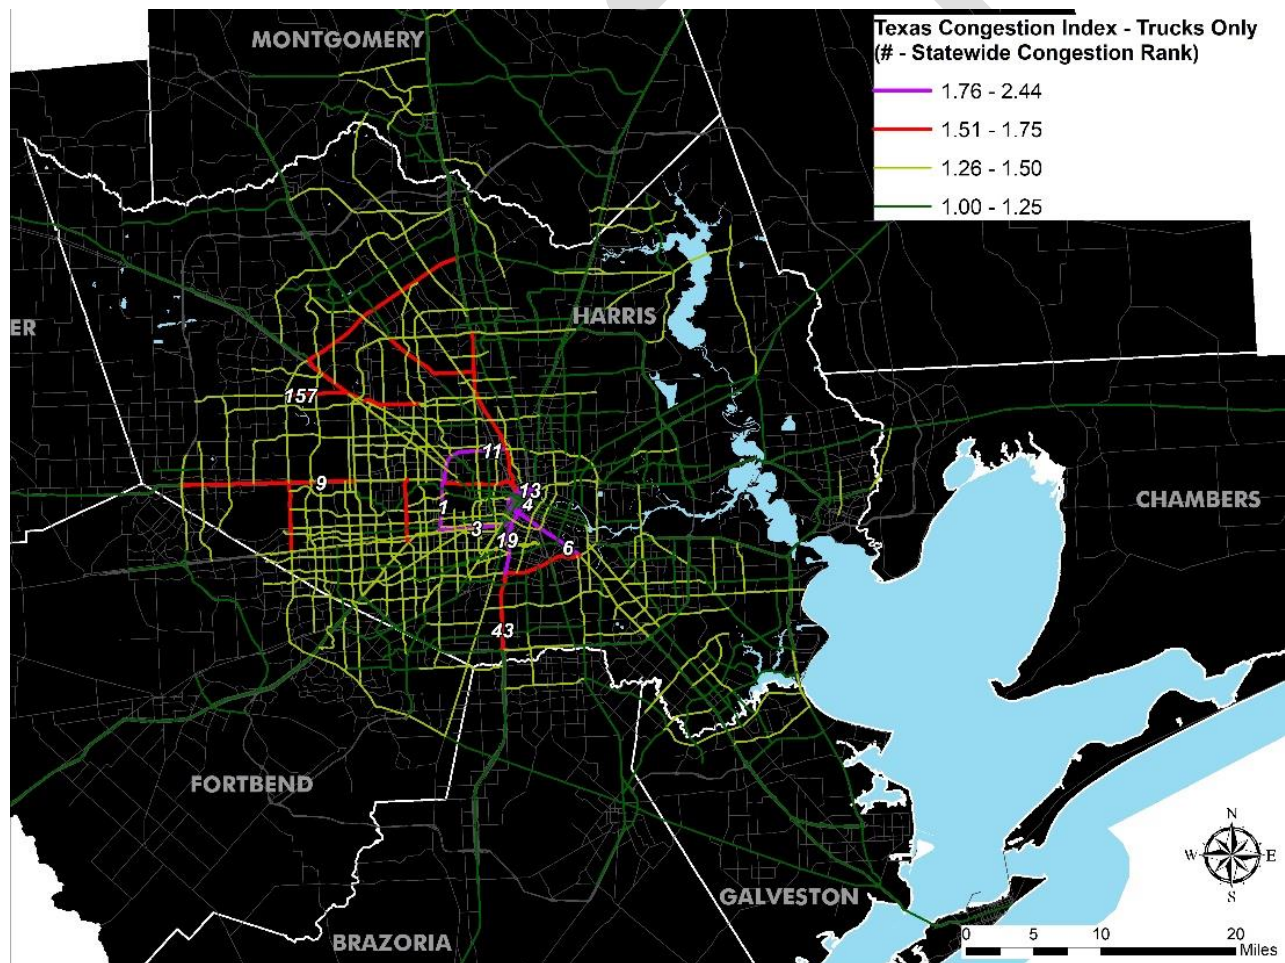 Texas Congestion Index - Trucks Only
(# - Statewide Congestion Rank)
1.76 - 2.44
1.51 - 1.75
1.26 - 1.50
1.00 - 1.25
MONTGOMERY
HARRIS
ER
157
11
9
13
4
1
3
19
6
43
CHAMBERS
FORTBEND
GALVESTON
BRAZORIA
N
W E
S
0 5 10 20
Miles